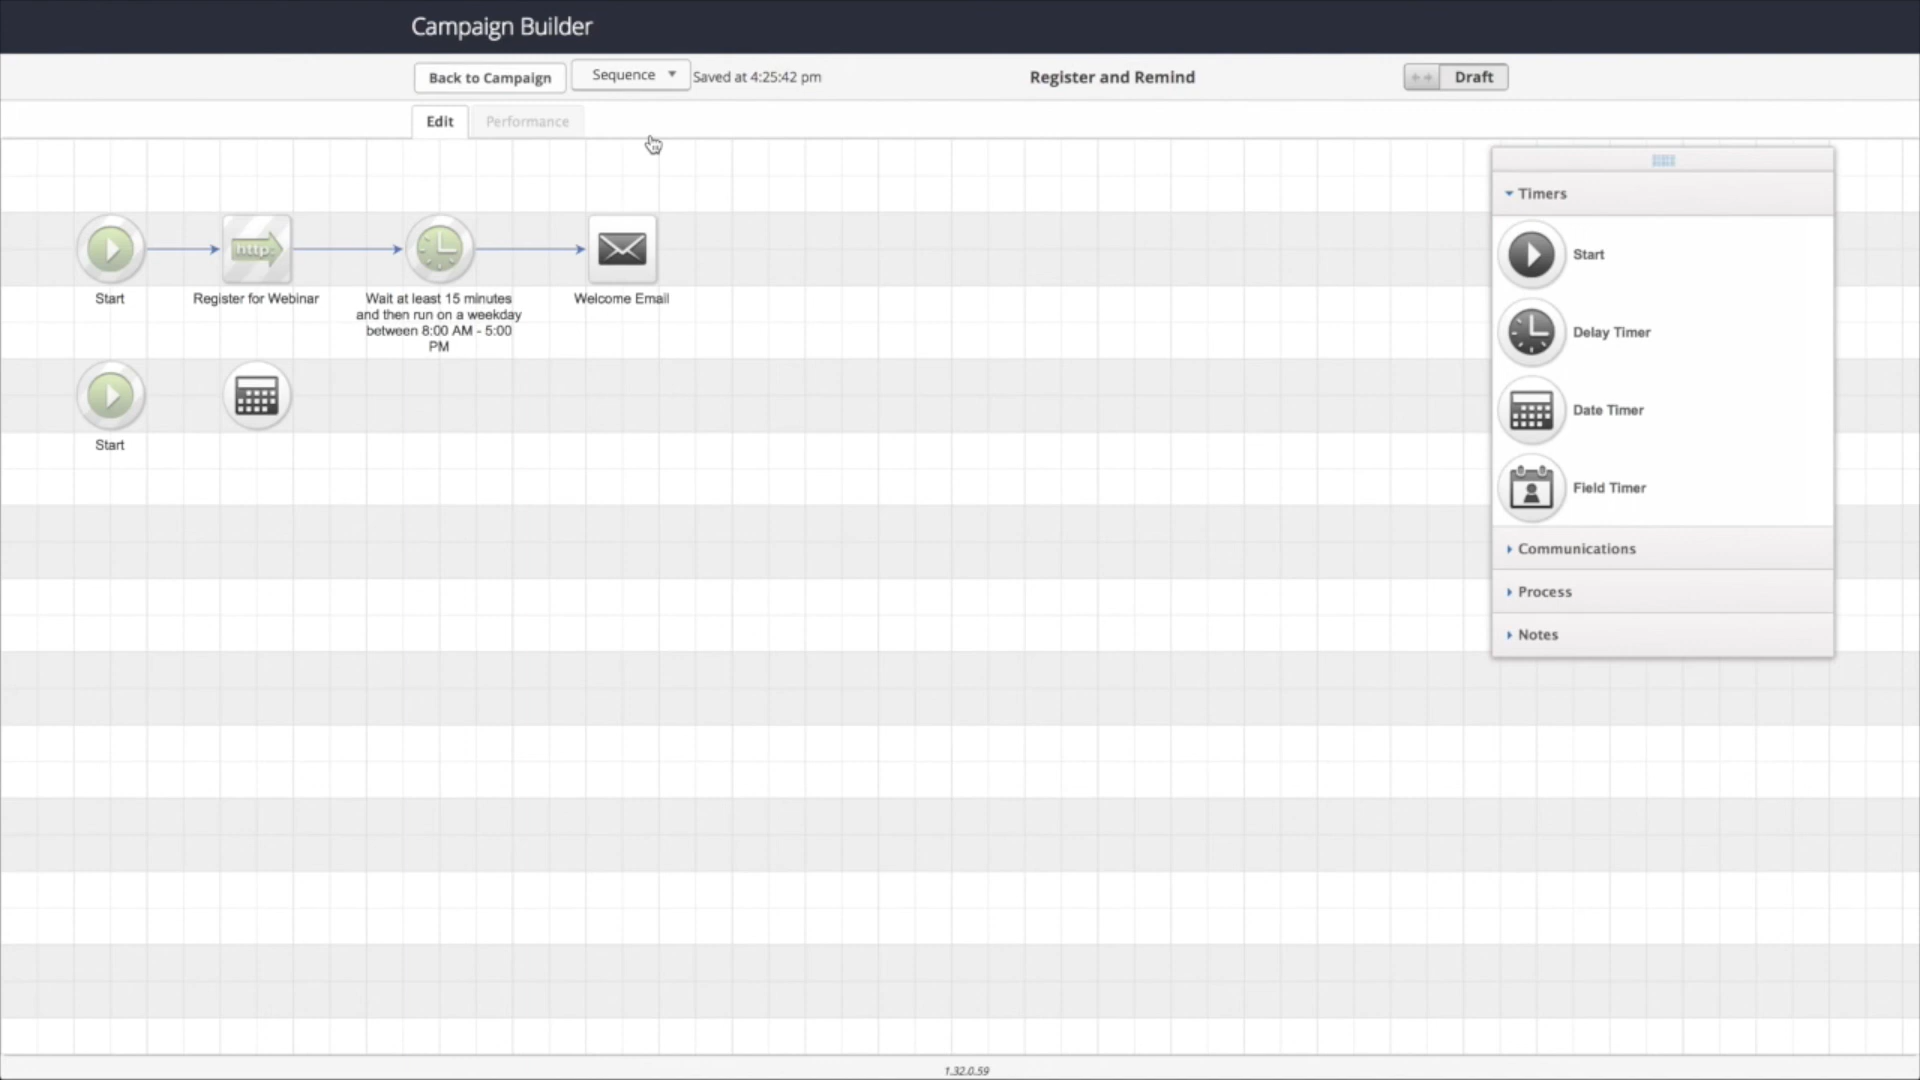 Campaign Builder
Back to Campaign
Sequence
Saved at 4:25:42 pm
Register and Remind
Draft
Edit
Performance
Timers
Start
Delay Timer
Date Timer
Field Timer
Communications
Process
Notes
http:
Start
Register for Webinar
Wait at least 15 minutes
and then run on a weekday
between 8:00 AM - 5:00
PM
Welcome Email
Start
1.32.0.59